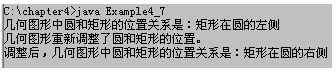 C:\chapter4>java Example4_7
几何图形中圆和矩形的位置关系是：矩形在圆的左侧
几何图形重新调整了圆和矩形的位置。
调整后，几何图形中圆和矩形的位置关系是：矩形在圆的右侧